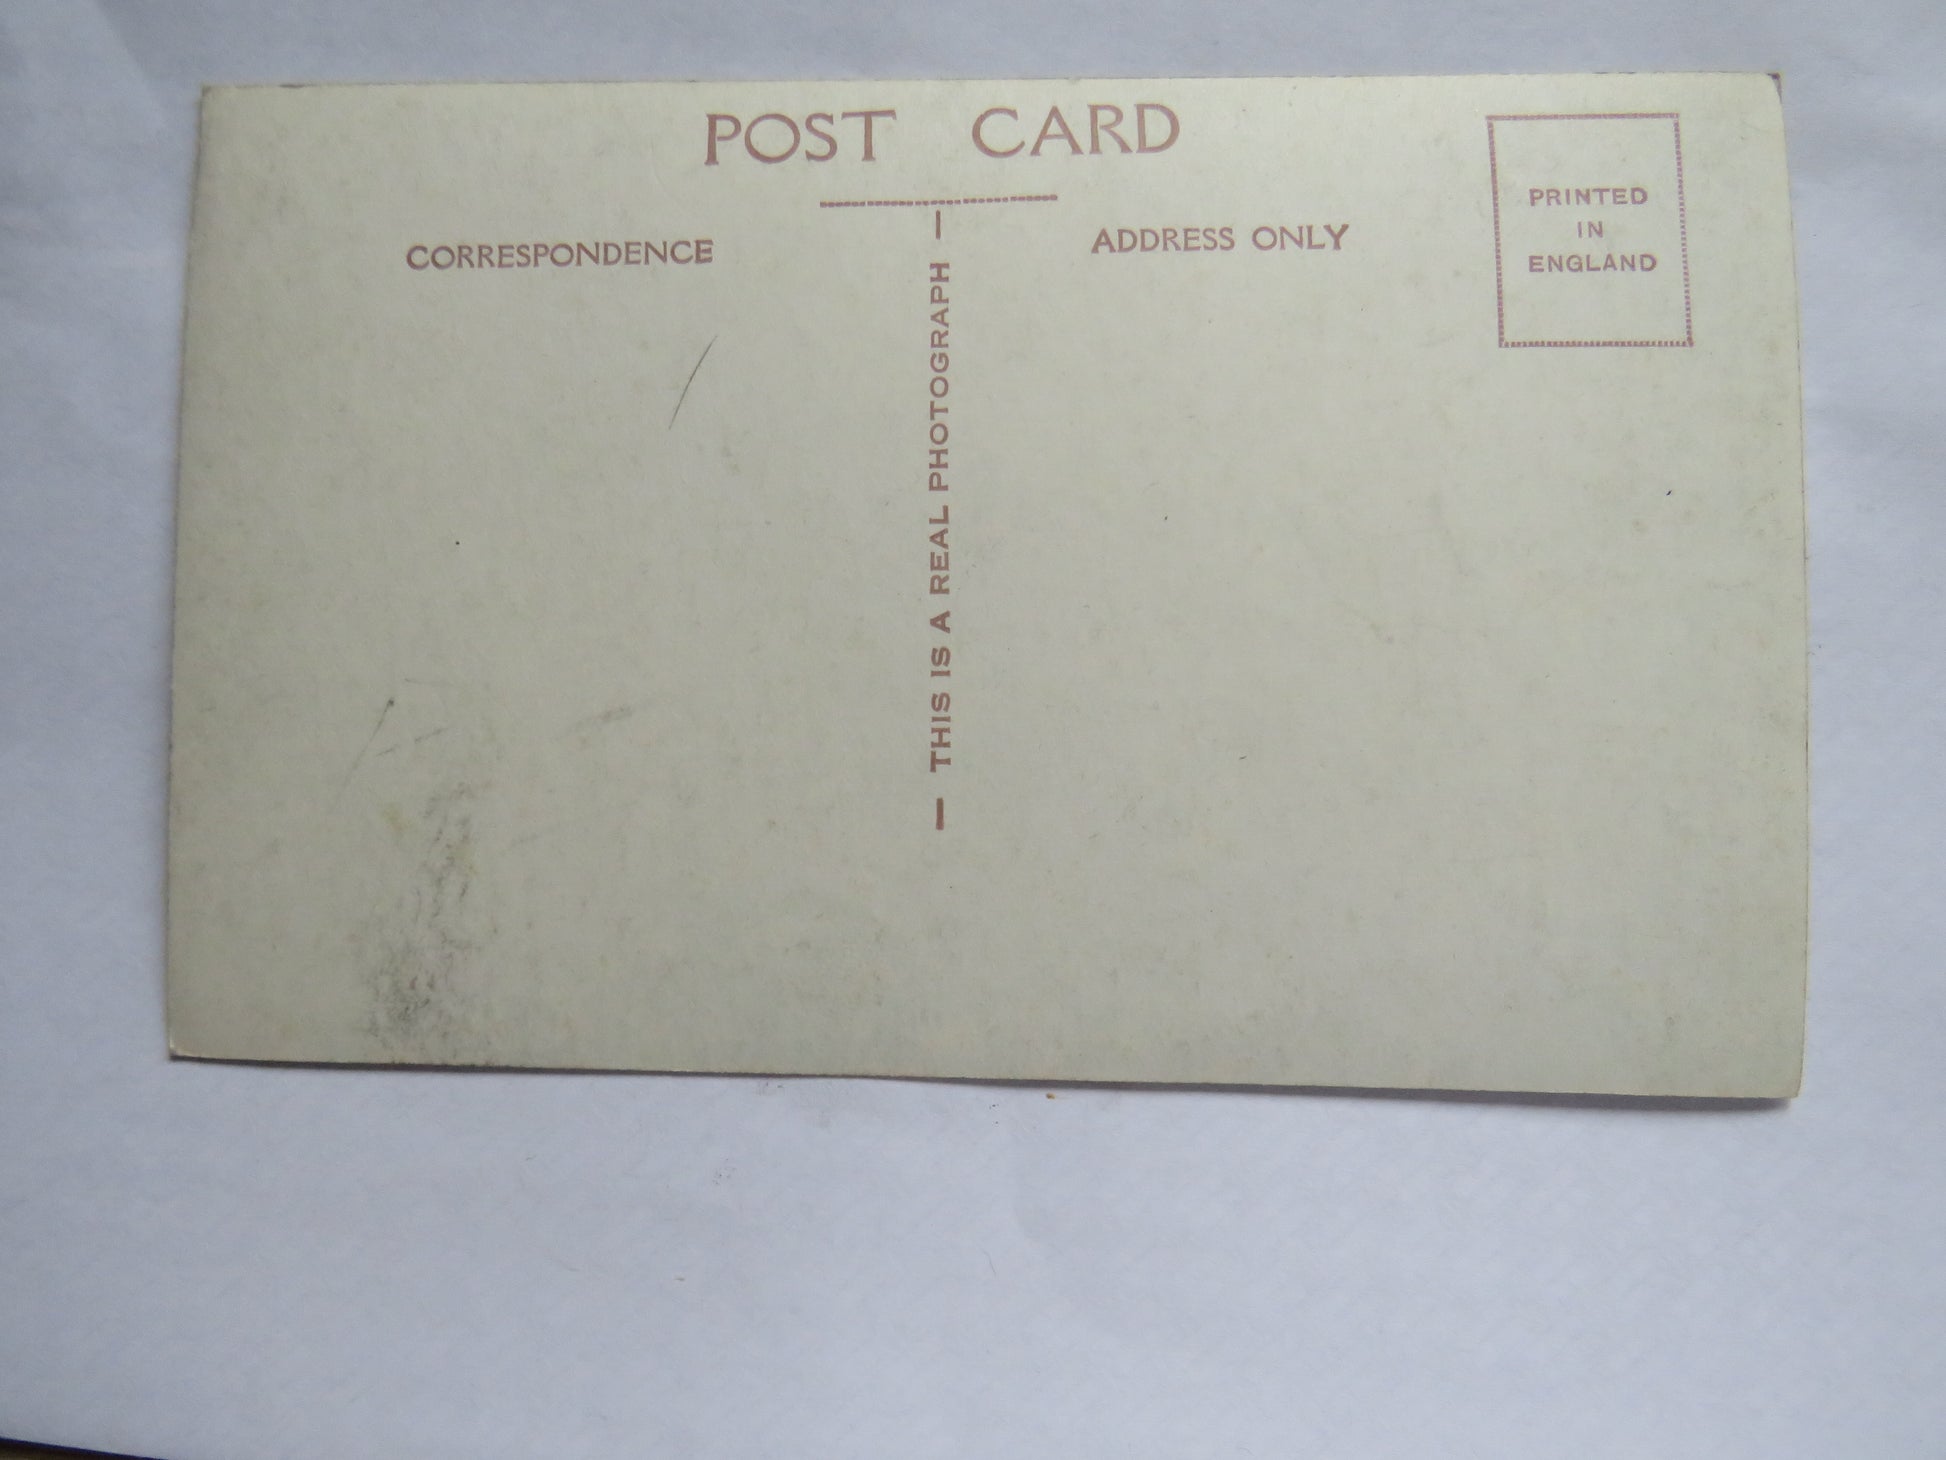 POST CARD
CORRESPONDENCE
— THIS IS A REAL PHOTOGRAPH —
ADDRESS ONLY
PRINTED
IN
ENGLAND